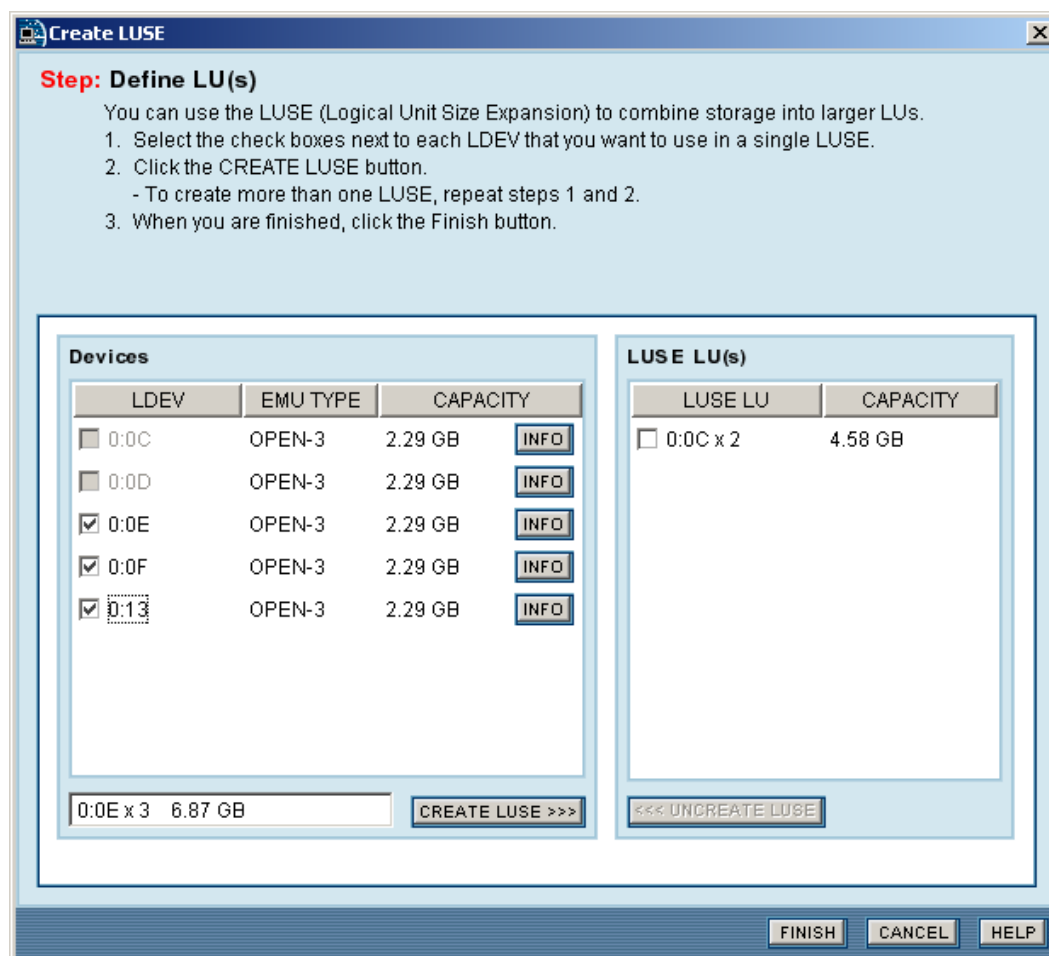 Create LUSE
Step: Define LU(s)
You can use the LUSE (Logical Unit Size Expansion) to combine storage into larger LUs.
1. Select the check boxes next to each LDEV that you want to use in a single LUSE.
2. Click the CREATE LUSE button.
- To create more than one LUSE, repeat steps 1 and 2.
3. When you are finished, click the Finish button.
Devices
LDEV EMU TYPE CAPACITY
0:0C OPEN-3 2.29 GB INFO
0:0D OPEN-3 2.29 GB INFO
0:0E OPEN-3 2.29 GB INFO
0:0F OPEN-3 2.29 GB INFO
0:13 OPEN-3 2.29 GB INFO
0:0E x 3 6.87 GB CREATE LUSE >>>
LUSE LU(s)
LUSE LU CAPACITY
0:0C x 2 4.58 GB
<<< UNCREATE LUSE
FINISH CANCEL HELP